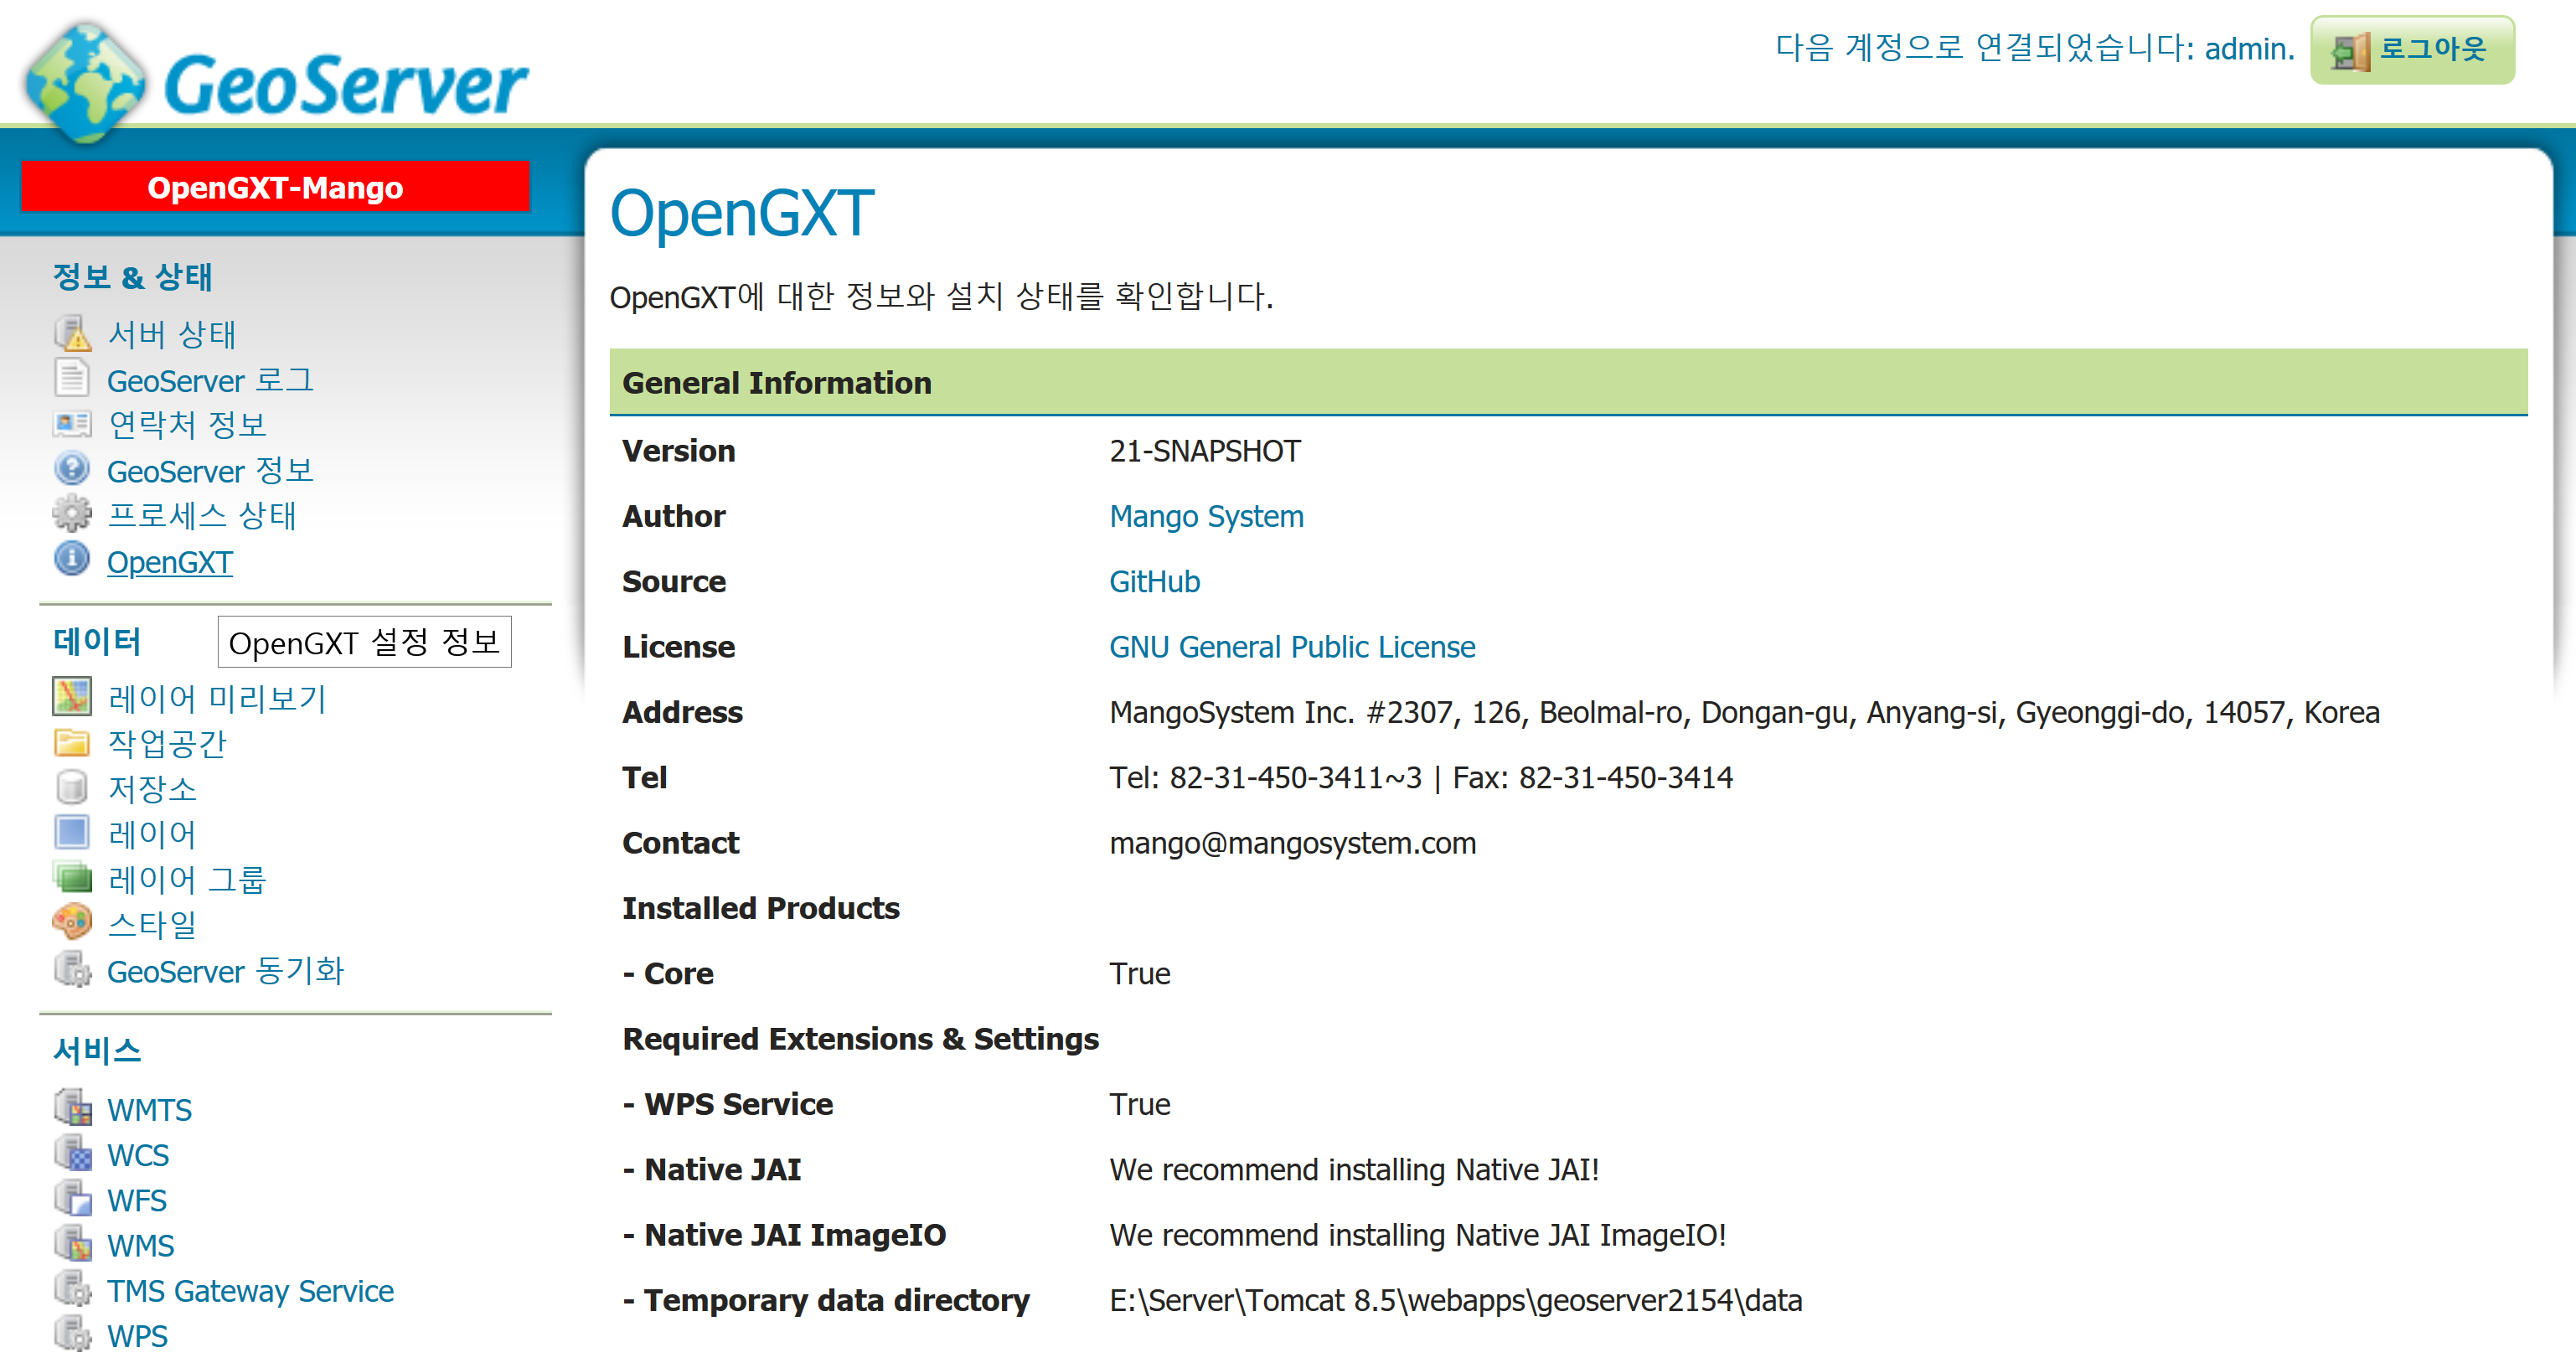 GeoServer
다음 계정으로 연결되었습니다: admin.
로그아웃
OpenGXT-Mango
정보 & 상태
서버 상태
GeoServer 로그
연락처 정보
GeoServer 정보
프로세스 상태
OpenGXT
데이터
OpenGXT 설정 정보
레이어 미리보기
작업공간
저장소
레이어
레이어 그룹
스타일
GeoServer 동기화
서비스
WMTS
WCS
WFS
WMS
TMS Gateway Service
WPS
OpenGXT
OpenGXT에 대한 정보와 설치 상태를 확인합니다.
General Information
Version 21-SNAPSHOT
Author Mango System
Source GitHub
License GNU General Public License
Address MangoSystem Inc. #2307, 126, Beolmal-ro, Dongan-gu, Anyang-si, Gyeonggi-do, 14057, Korea
Tel Tel: 82-31-450-3411~3 | Fax: 82-31-450-3414
Contact mango@mangosystem.com
Installed Products
- Core True
Required Extensions & Settings
- WPS Service True
- Native JAI We recommend installing Native JAI!
- Native JAI ImageIO We recommend installing Native JAI ImageIO!
- Temporary data directory E:\Server\Tomcat 8.5\webapps\geoserver2154\data